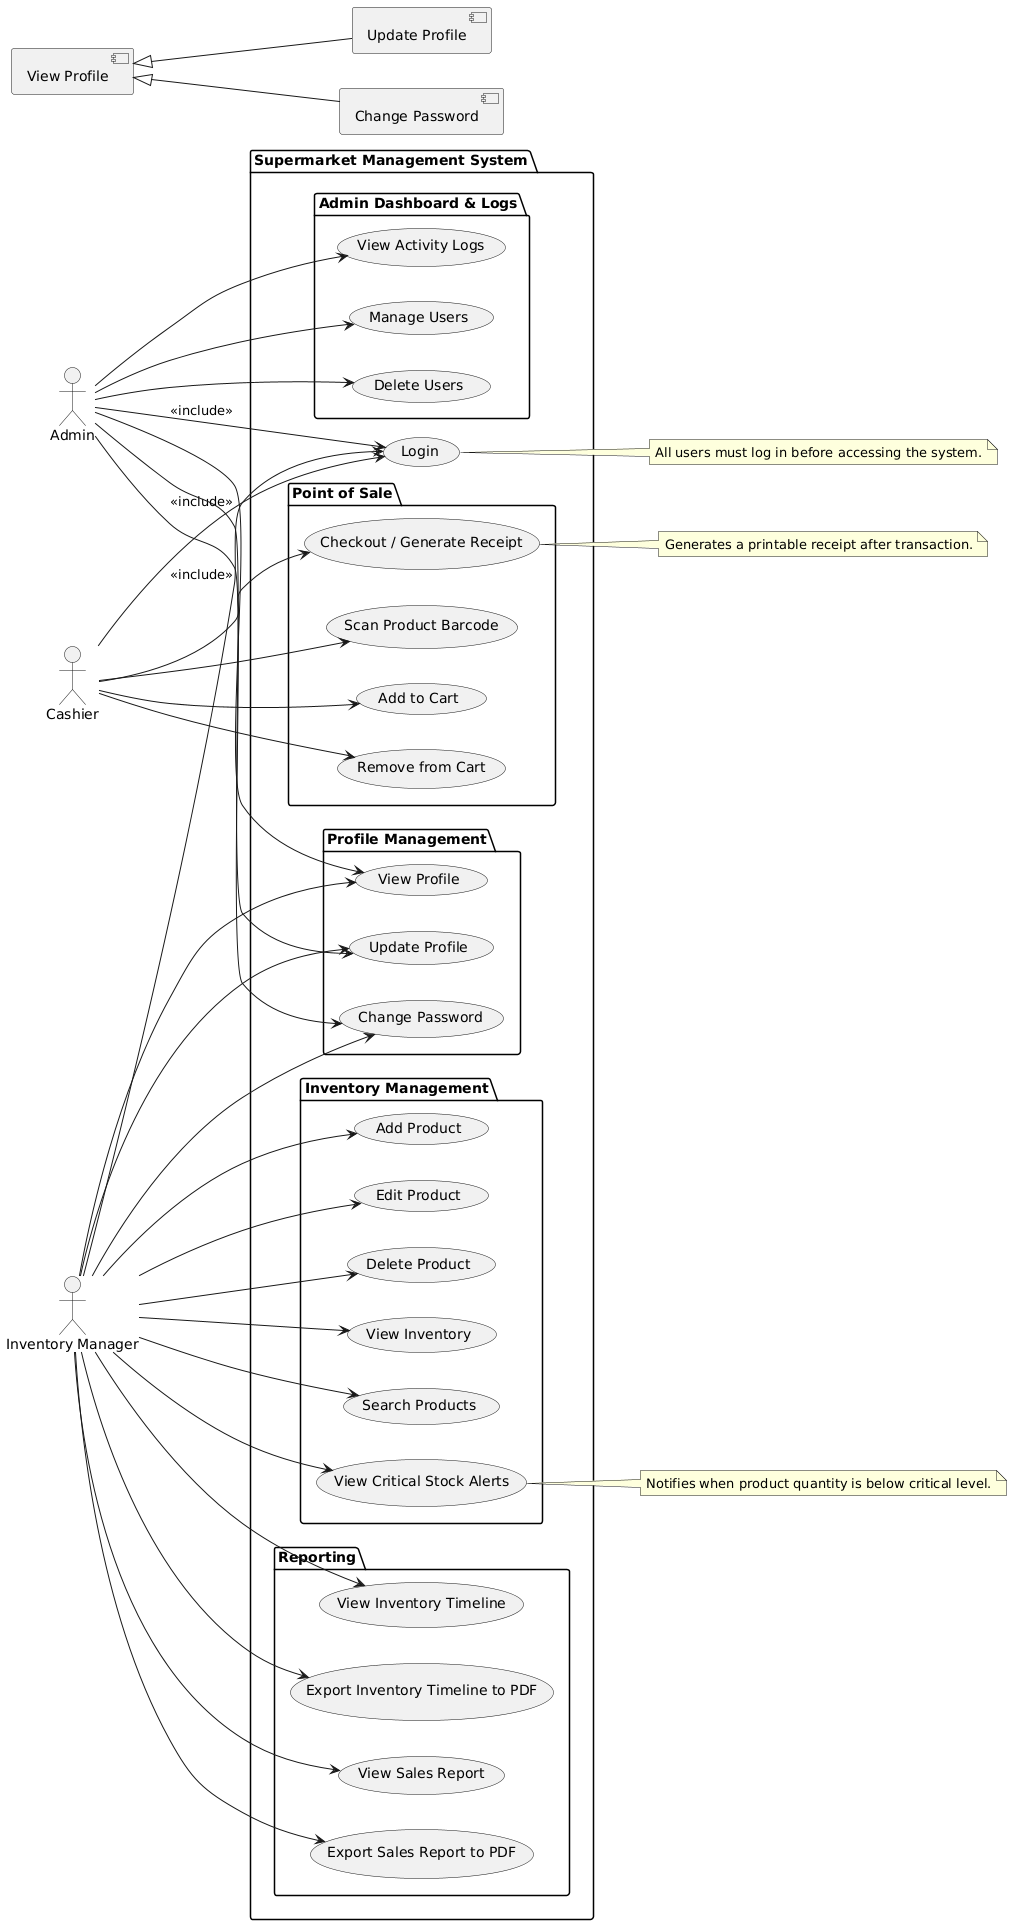 Update Profile
View Profile
Change Password
Supermarket Management System
Admin Dashboard & Logs
View Activity Logs
Manage Users
Delete Users
Admin
«include»
Login
All users must log in before accessing the system.
«include»
Point of Sale
Checkout / Generate Receipt
Generates a printable receipt after transaction.
«include»
Scan Product Barcode
Add to Cart
Cashier
Remove from Cart
Profile Management
View Profile
Update Profile
Change Password
Inventory Management
Add Product
Edit Product
Delete Product
View Inventory
Inventory Manager
Search Products
View Critical Stock Alerts
Notifies when product quantity is below critical level.
Reporting
View Inventory Timeline
Export Inventory Timeline to PDF
View Sales Report
Export Sales Report to PDF